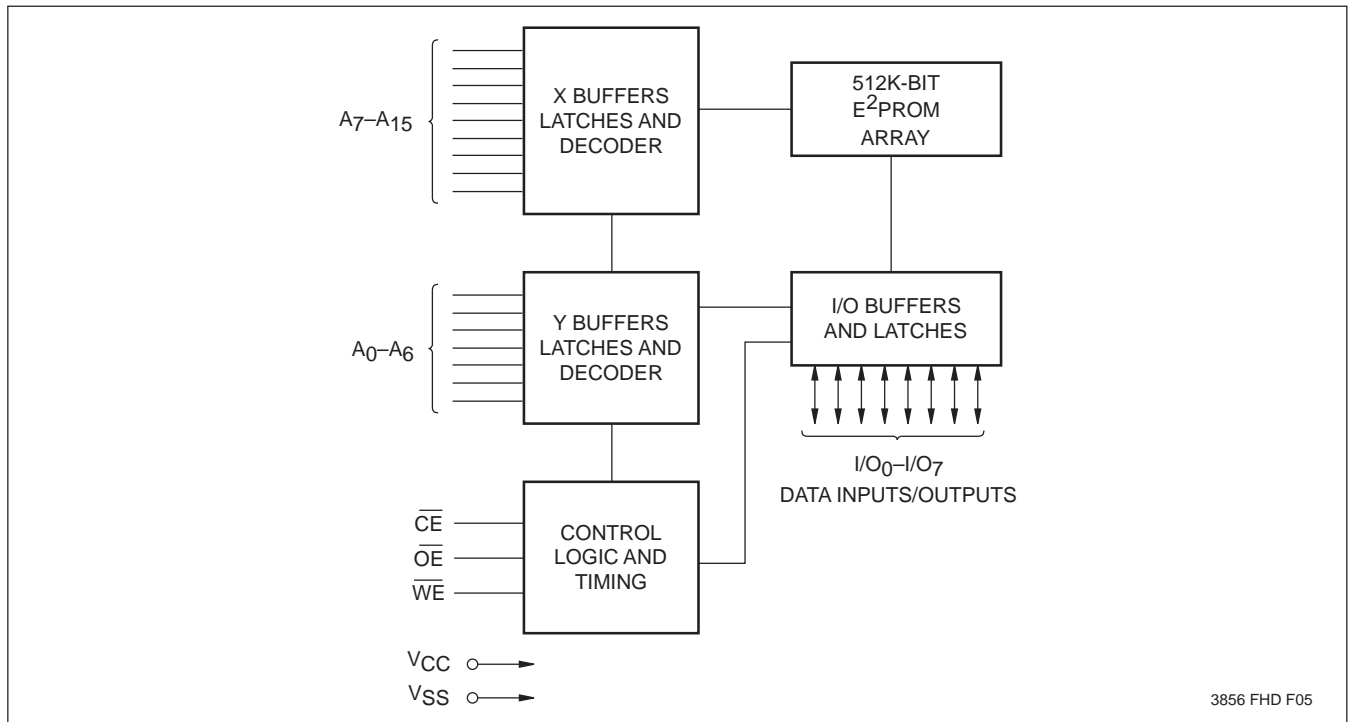 A7–A15
X BUFFERS
LATCHES AND
DECODER
512K-BIT
E2PROM
ARRAY
A0–A6
Y BUFFERS
LATCHES AND
DECODER
I/O BUFFERS
AND LATCHES
I/O0–I/O7
DATA INPUTS/OUTPUTS
CE
OE
WE
CONTROL
LOGIC AND
TIMING
VCC
VSS
3856 FHD F05